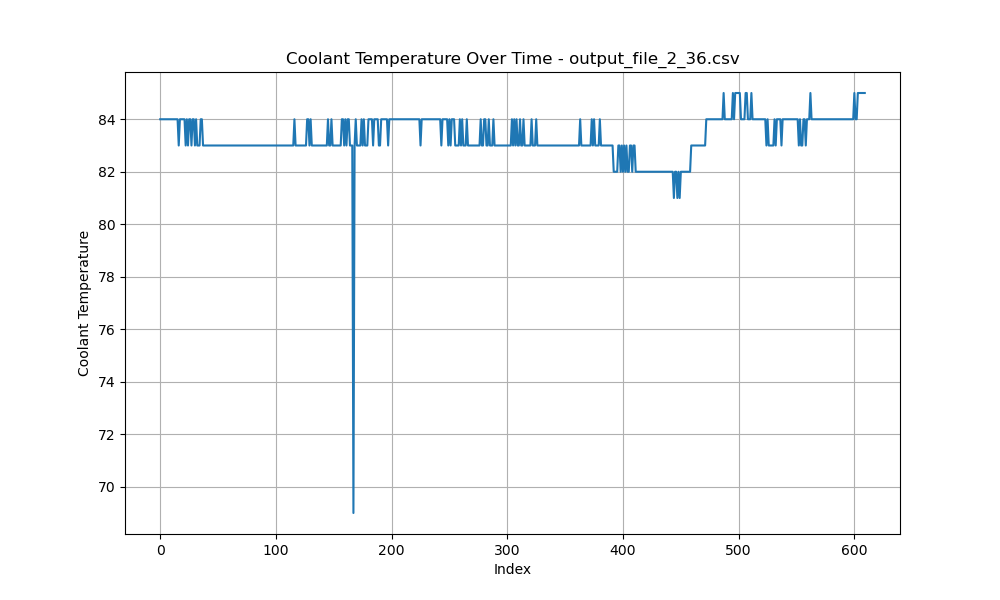 Coolant Temperature Over Time - output_file_2_36.csv
Coolant Temperature
84
82
80
78
76
74
72
70
0 100 200 300 400 500 600
Index